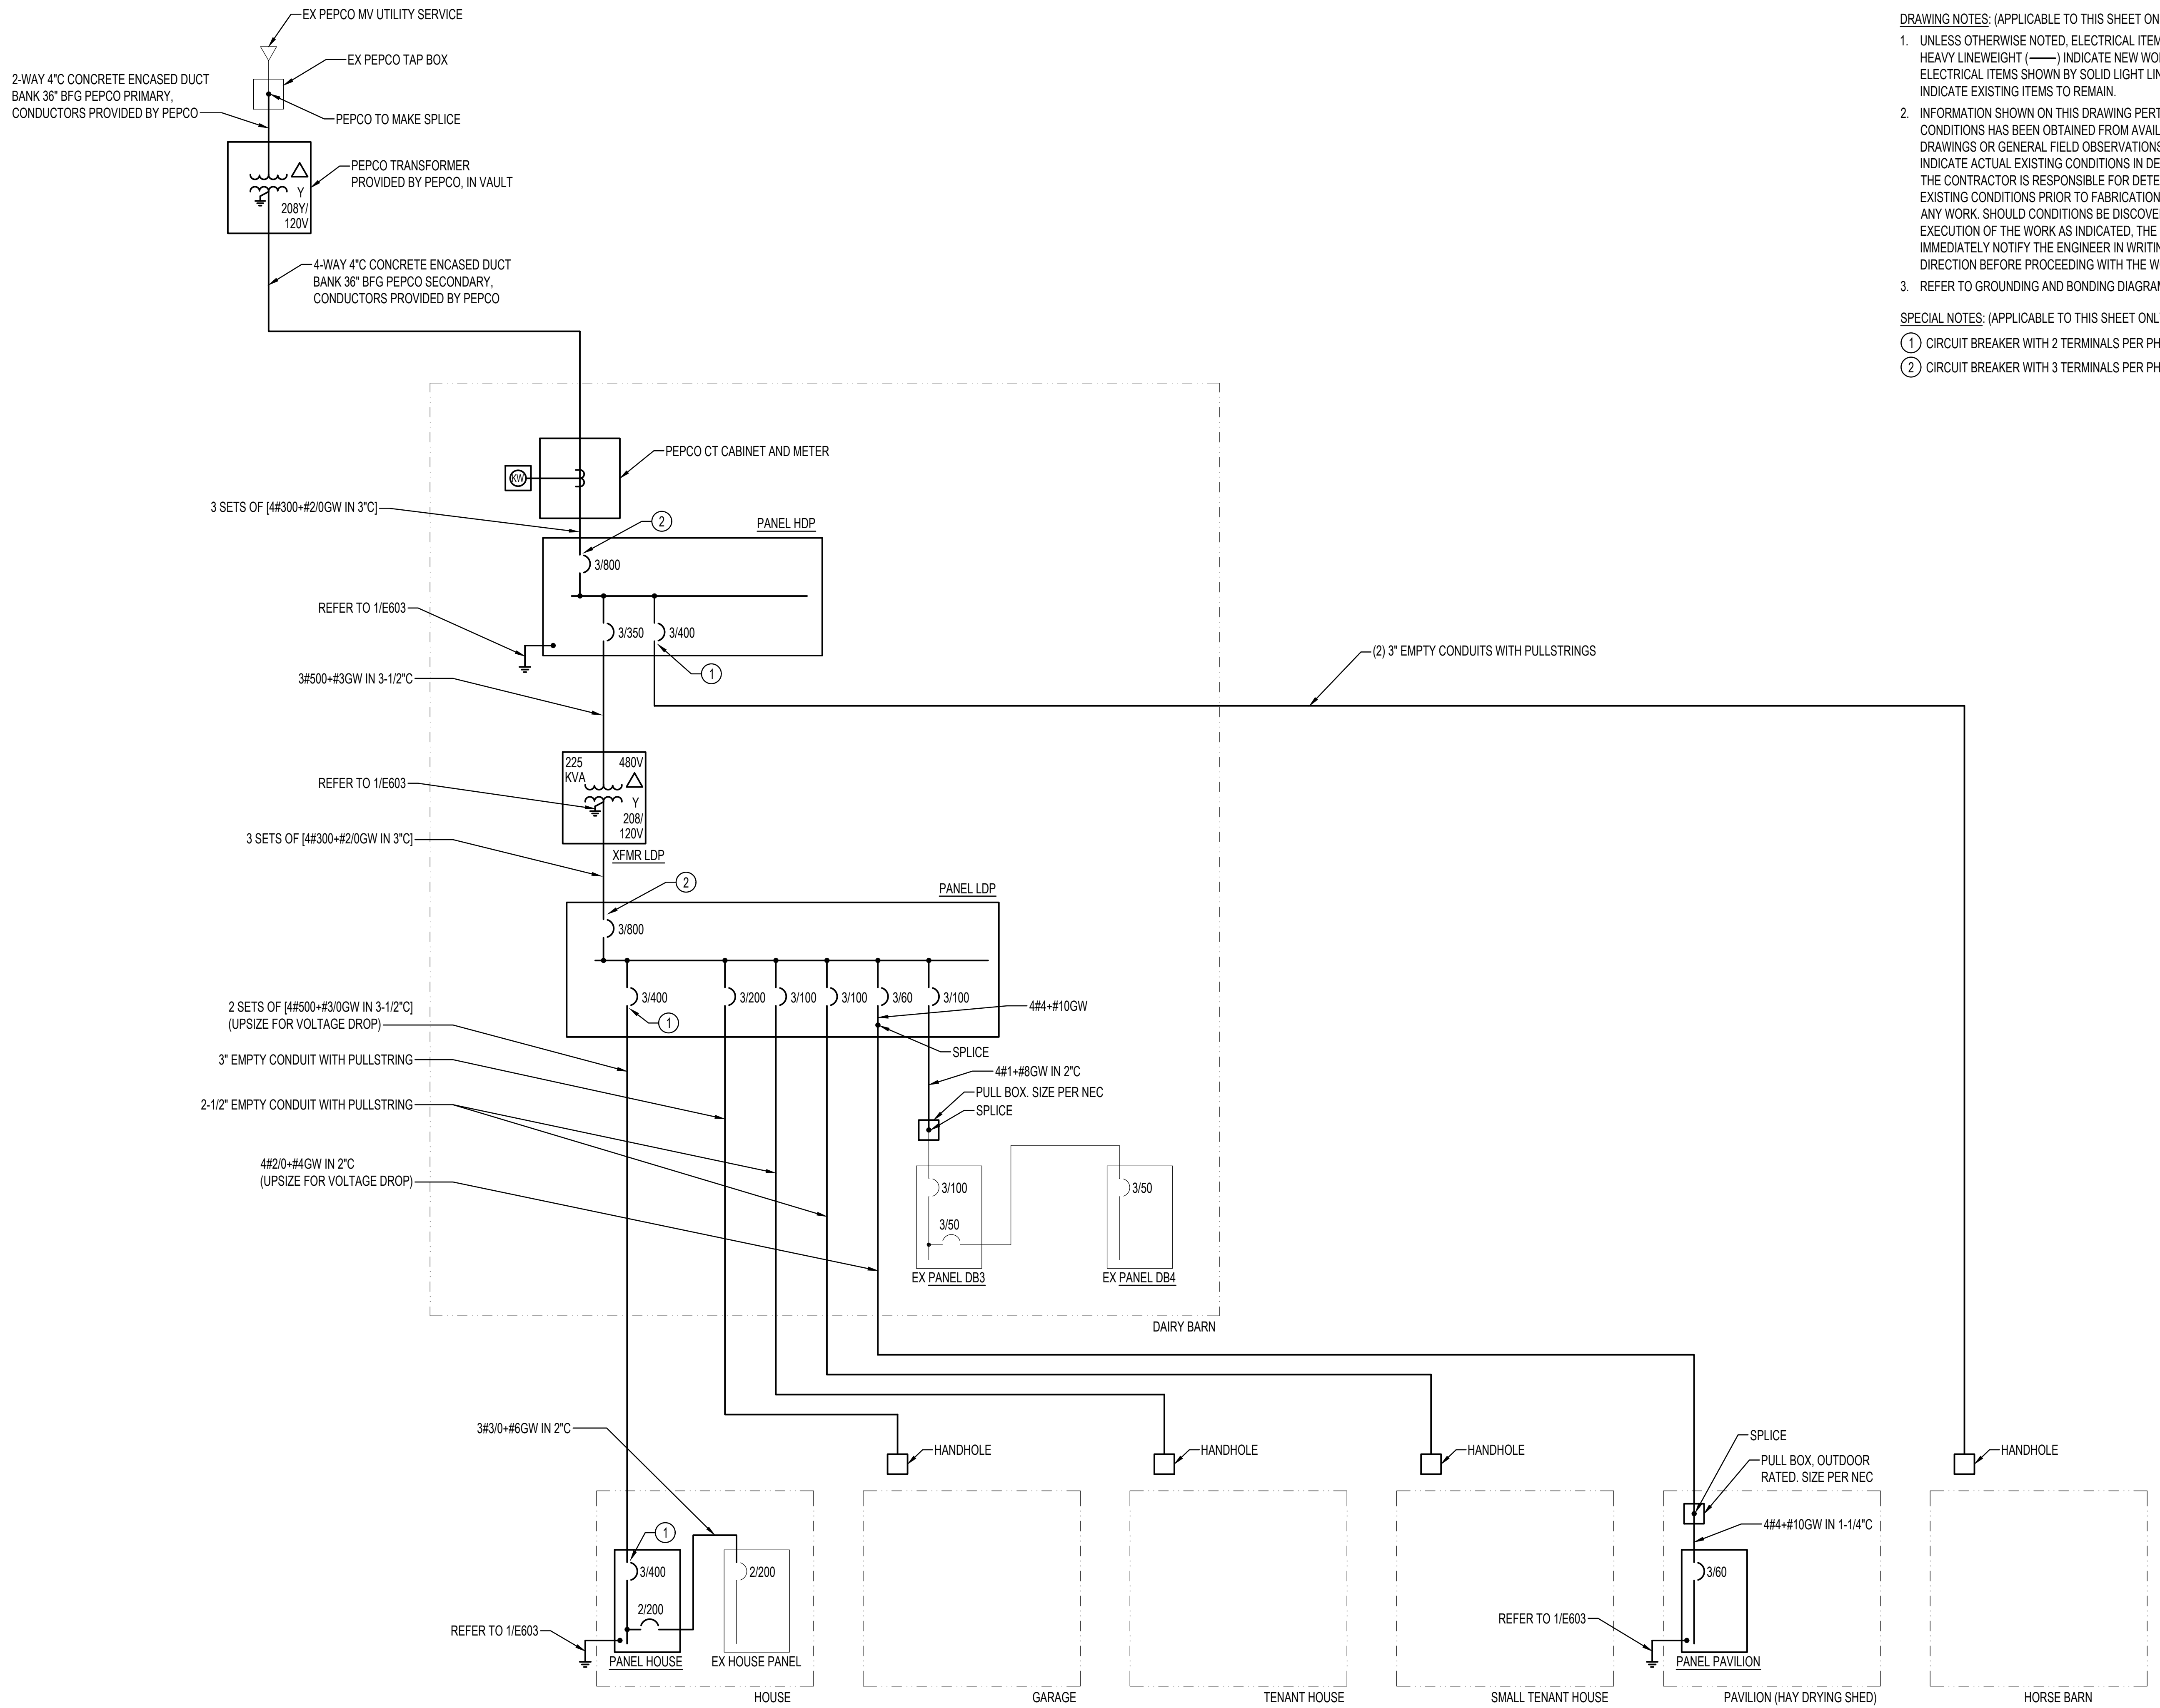 EX PEPCO MV UTILITY SERVICE
EX PEPCO TAP BOX
2-WAY 4"C CONCRETE ENCASED DUCT
BANK 36" BFG PEPCO PRIMARY,
CONDUCTORS PROVIDED BY PEPCO
PEPCO TO MAKE SPLICE
PEPCO TRANSFORMER
PROVIDED BY PEPCO, IN VAULT
Y
208Y/
120V
4-WAY 4"C CONCRETE ENCASED DUCT
BANK 36" BFG PEPCO SECONDARY,
CONDUCTORS PROVIDED BY PEPCO
DRAWING NOTES: (APPLICABLE TO THIS SHEET ON
1. UNLESS OTHERWISE NOTED, ELECTRICAL ITEM
HEAVY LINEWEIGHT ( ) INDICATE NEW WO
ELECTRICAL ITEMS SHOWN BY SOLID LIGHT LIN
INDICATE EXISTING ITEMS TO REMAIN.
2. INFORMATION SHOWN ON THIS DRAWING PERT
CONDITIONS HAS BEEN OBTAINED FROM AVAIL
DRAWINGS OR GENERAL FIELD OBSERVATIONS
INDICATE ACTUAL EXISTING CONDITIONS IN DE
THE CONTRACTOR IS RESPONSIBLE FOR DETE
EXISTING CONDITIONS PRIOR TO FABRICATION
ANY WORK. SHOULD CONDITIONS BE DISCOVE
EXECUTION OF THE WORK AS INDICATED, THE
IMMEDIATELY NOTIFY THE ENGINEER IN WRITIN
DIRECTION BEFORE PROCEEDING WITH THE W
3. REFER TO GROUNDING AND BONDING DIAGRAM
SPECIAL NOTES: (APPLICABLE TO THIS SHEET ONL
1 CIRCUIT BREAKER WITH 2 TERMINALS PER PH
2 CIRCUIT BREAKER WITH 3 TERMINALS PER PH
PEPCO CT CABINET AND METER
KW
3 SETS OF [4#300+#2/0GW IN 3"C]
2
PANEL HDP
3/800
REFER TO 1/E603
3/350
3/400
1
(2) 3" EMPTY CONDUITS WITH PULLSTRINGS
3#500+#3GW IN 3-1/2"C
225
KVA
480V
Y
208/
120V
REFER TO 1/E603
3 SETS OF [4#300+#2/0GW IN 3"C]
XFMR LDP
2
PANEL LDP
3/800
3/400
3/200
3/100
3/100
3/60
3/100
1
4#4+#10GW
SPLICE
2 SETS OF [4#500+#3/0GW IN 3-1/2"C]
(UPSIZE FOR VOLTAGE DROP)
3" EMPTY CONDUIT WITH PULLSTRING
2-1/2" EMPTY CONDUIT WITH PULLSTRING
4#2/0+#4GW IN 2"C
(UPSIZE FOR VOLTAGE DROP)
4#1+#8GW IN 2"C
PULL BOX. SIZE PER NEC
SPLICE
3/100
3/50
3/50
EX PANEL DB3
EX PANEL DB4
DAIRY BARN
3#3/0+#6GW IN 2"C
HANDHOLE
HANDHOLE
HANDHOLE
SPLICE
PULL BOX, OUTDOOR
RATED. SIZE PER NEC
HANDHOLE
4#4+#10GW IN 1-1/4"C
1
3/400
2/200
2/200
3/60
REFER TO 1/E603
REFER TO 1/E603
PANEL HOUSE
EX HOUSE PANEL
PANEL PAVILION
HOUSE
GARAGE
TENANT HOUSE
SMALL TENANT HOUSE
PAVILION (HAY DRYING SHED)
HORSE BARN